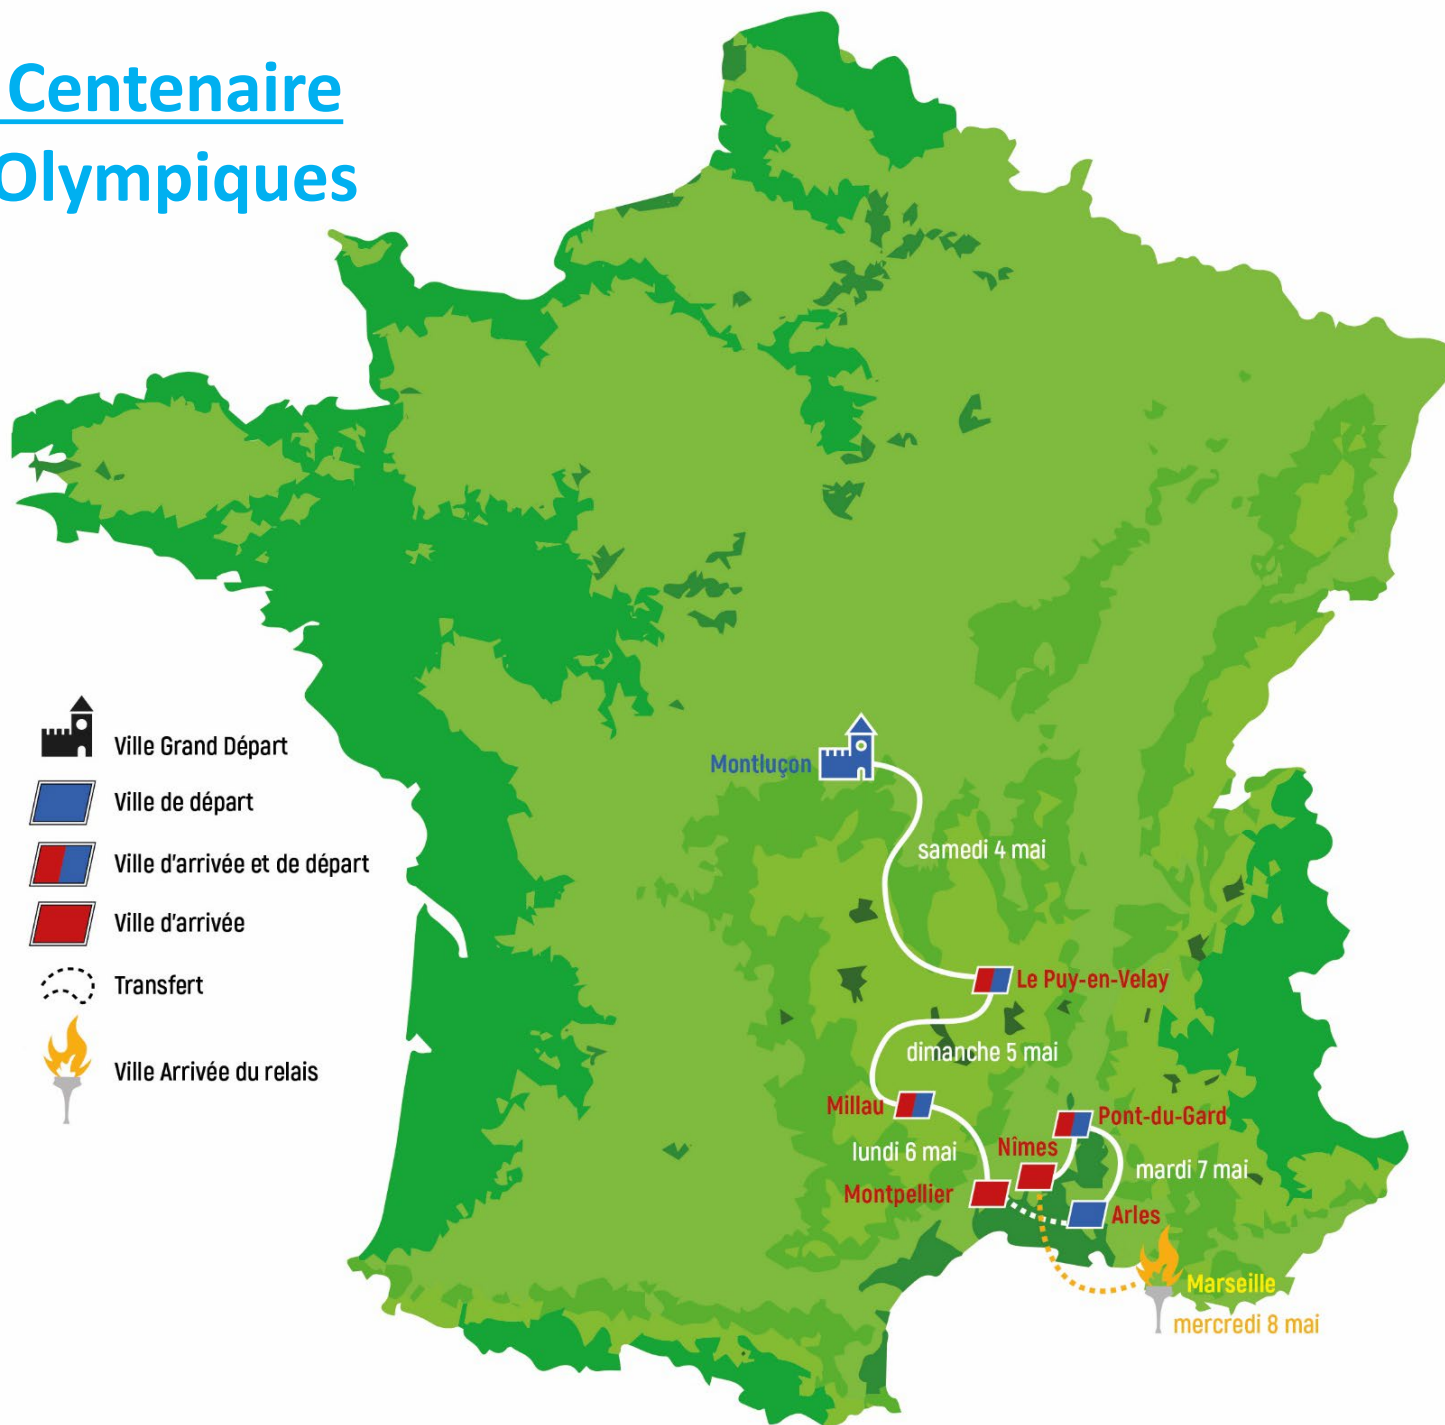 Centenaire
Olympiques
Ville Grand Départ
Ville de départ
Ville d'arrivée et de départ
Ville d'arrivée
Transfert
Ville Arrivée du relais
Montluçon
samedi 4 mai
Le Puy-en-Velay
dimanche 5 mai
Millau
Pont-du-Gard
lundi 6 mai
Nîmes
mardi 7 mai
Montpellier
Arles
Marseille
mercredi 8 mai